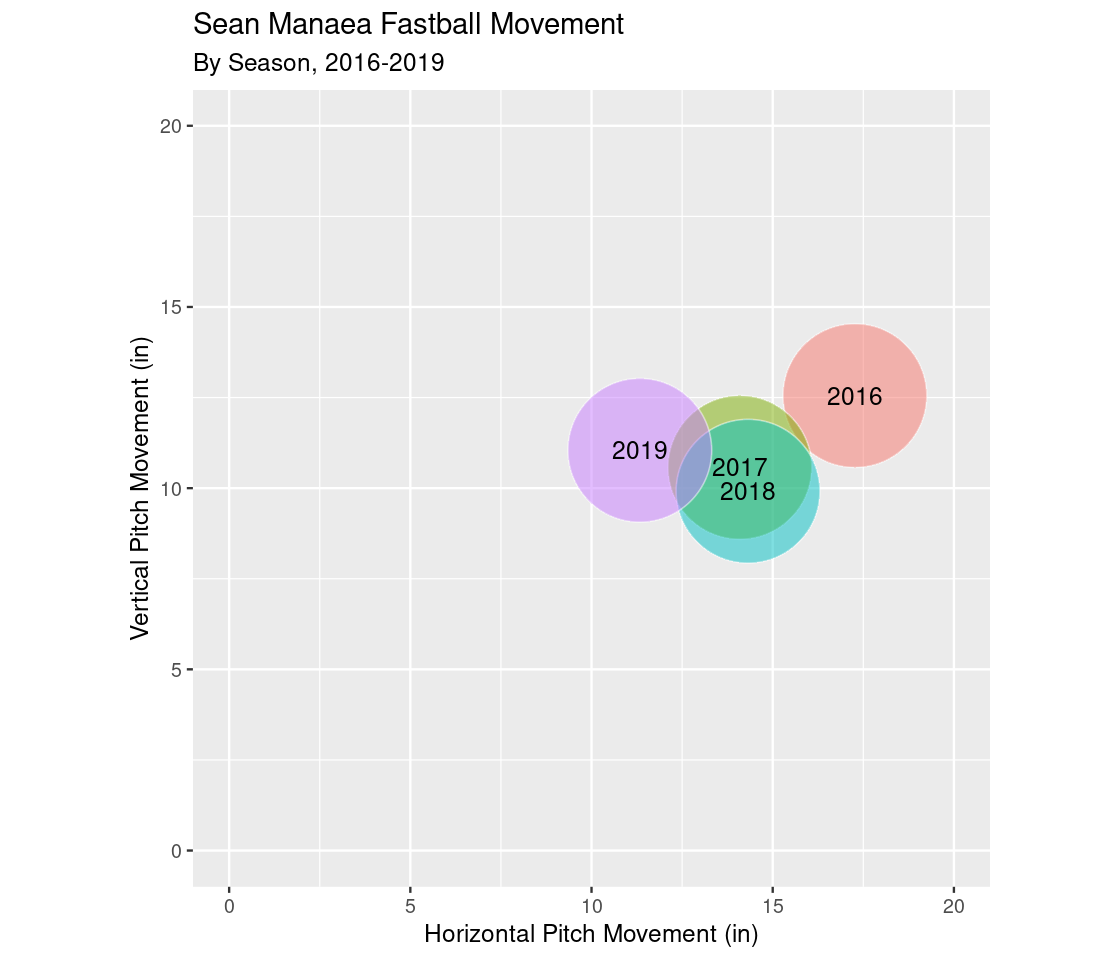 Sean Manaea Fastball Movement
By Season, 2016-2019
20
15
10
5
0
Vertical Pitch Movement (in)
2016
2019
2017
2018
0 5 10 15 20
Horizontal Pitch Movement (in)